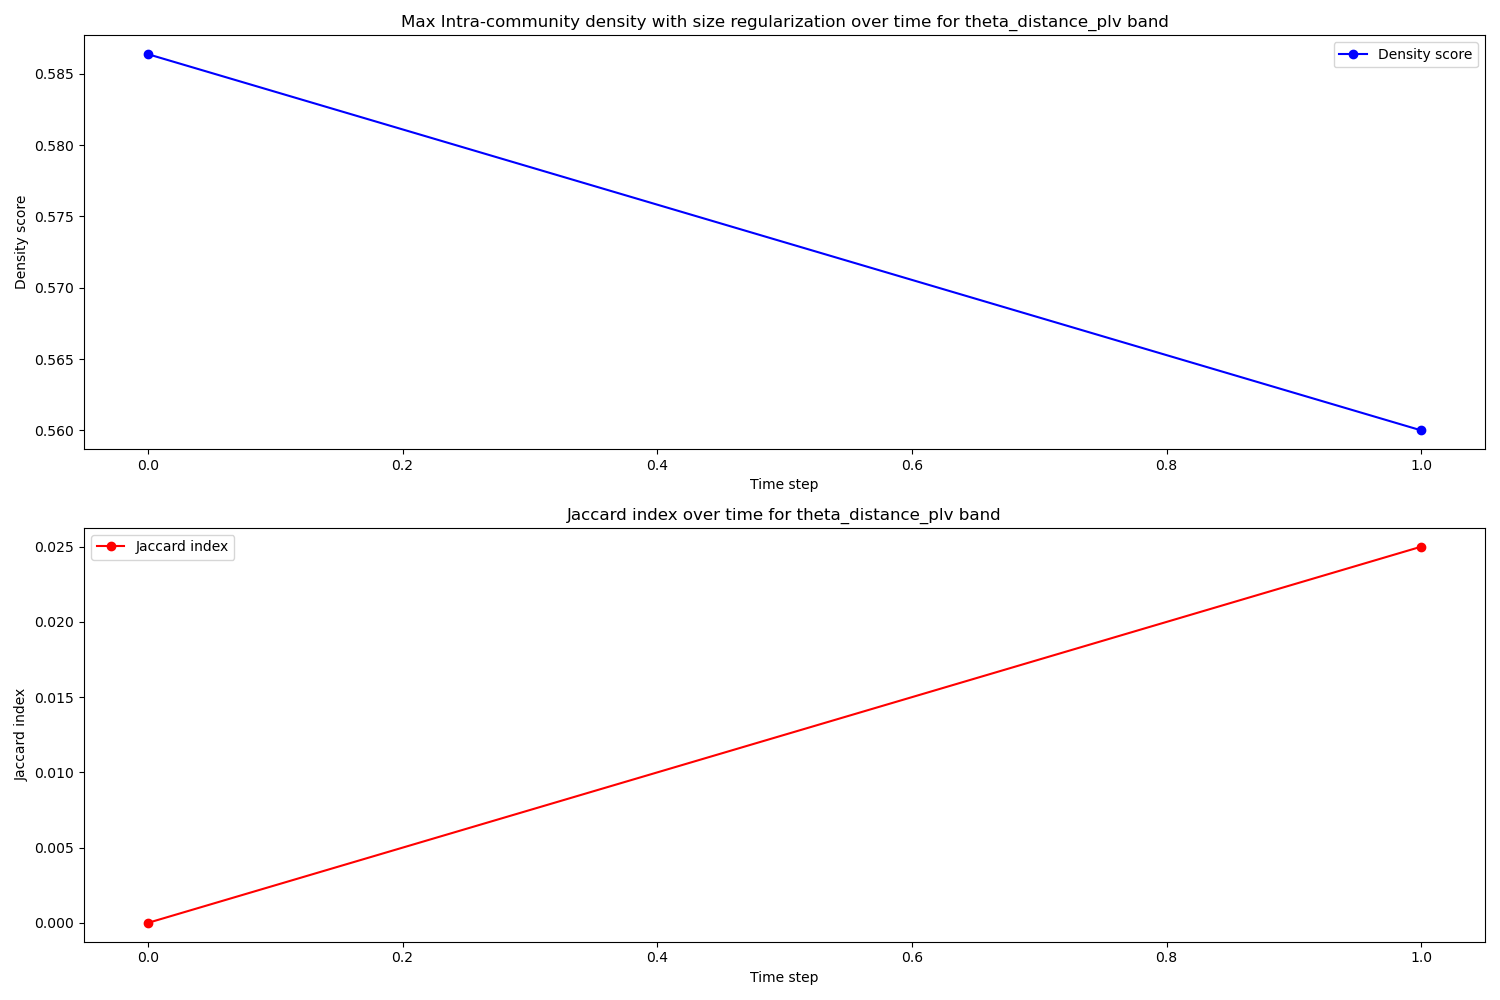 Max Intra-community density with size regularization over time for theta_distance_plv band
Density score
0.585
0.580
0.575
0.570
0.565
0.560
Density score
0.0 0.2 0.4 0.6 0.8 1.0
Time step
Jaccard index over time for theta_distance_plv band
Jaccard index
0.025
0.020
0.015
0.010
0.005
0.000
Jaccard index
0.0 0.2 0.4 0.6 0.8 1.0
Time step